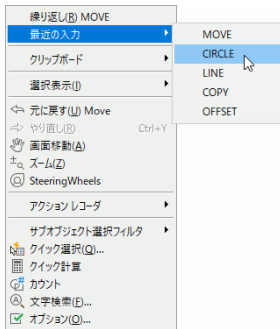 繰り返し(R) MOVE
最近の入力
MOVE
CIRCLE
LINE
COPY
OFFSET
クリップボード
選択表示(I)
元に戻す(U) Move
やり直し(R) Ctrl+Y
画面移動(A)
ズーム(Z)
SteeringWheels
アクション レコーダ
サブオブジェクト選択フィルタ
クイック選択(Q)...
クイック計算
カウント
文字検索(F)...
オプション(O)...